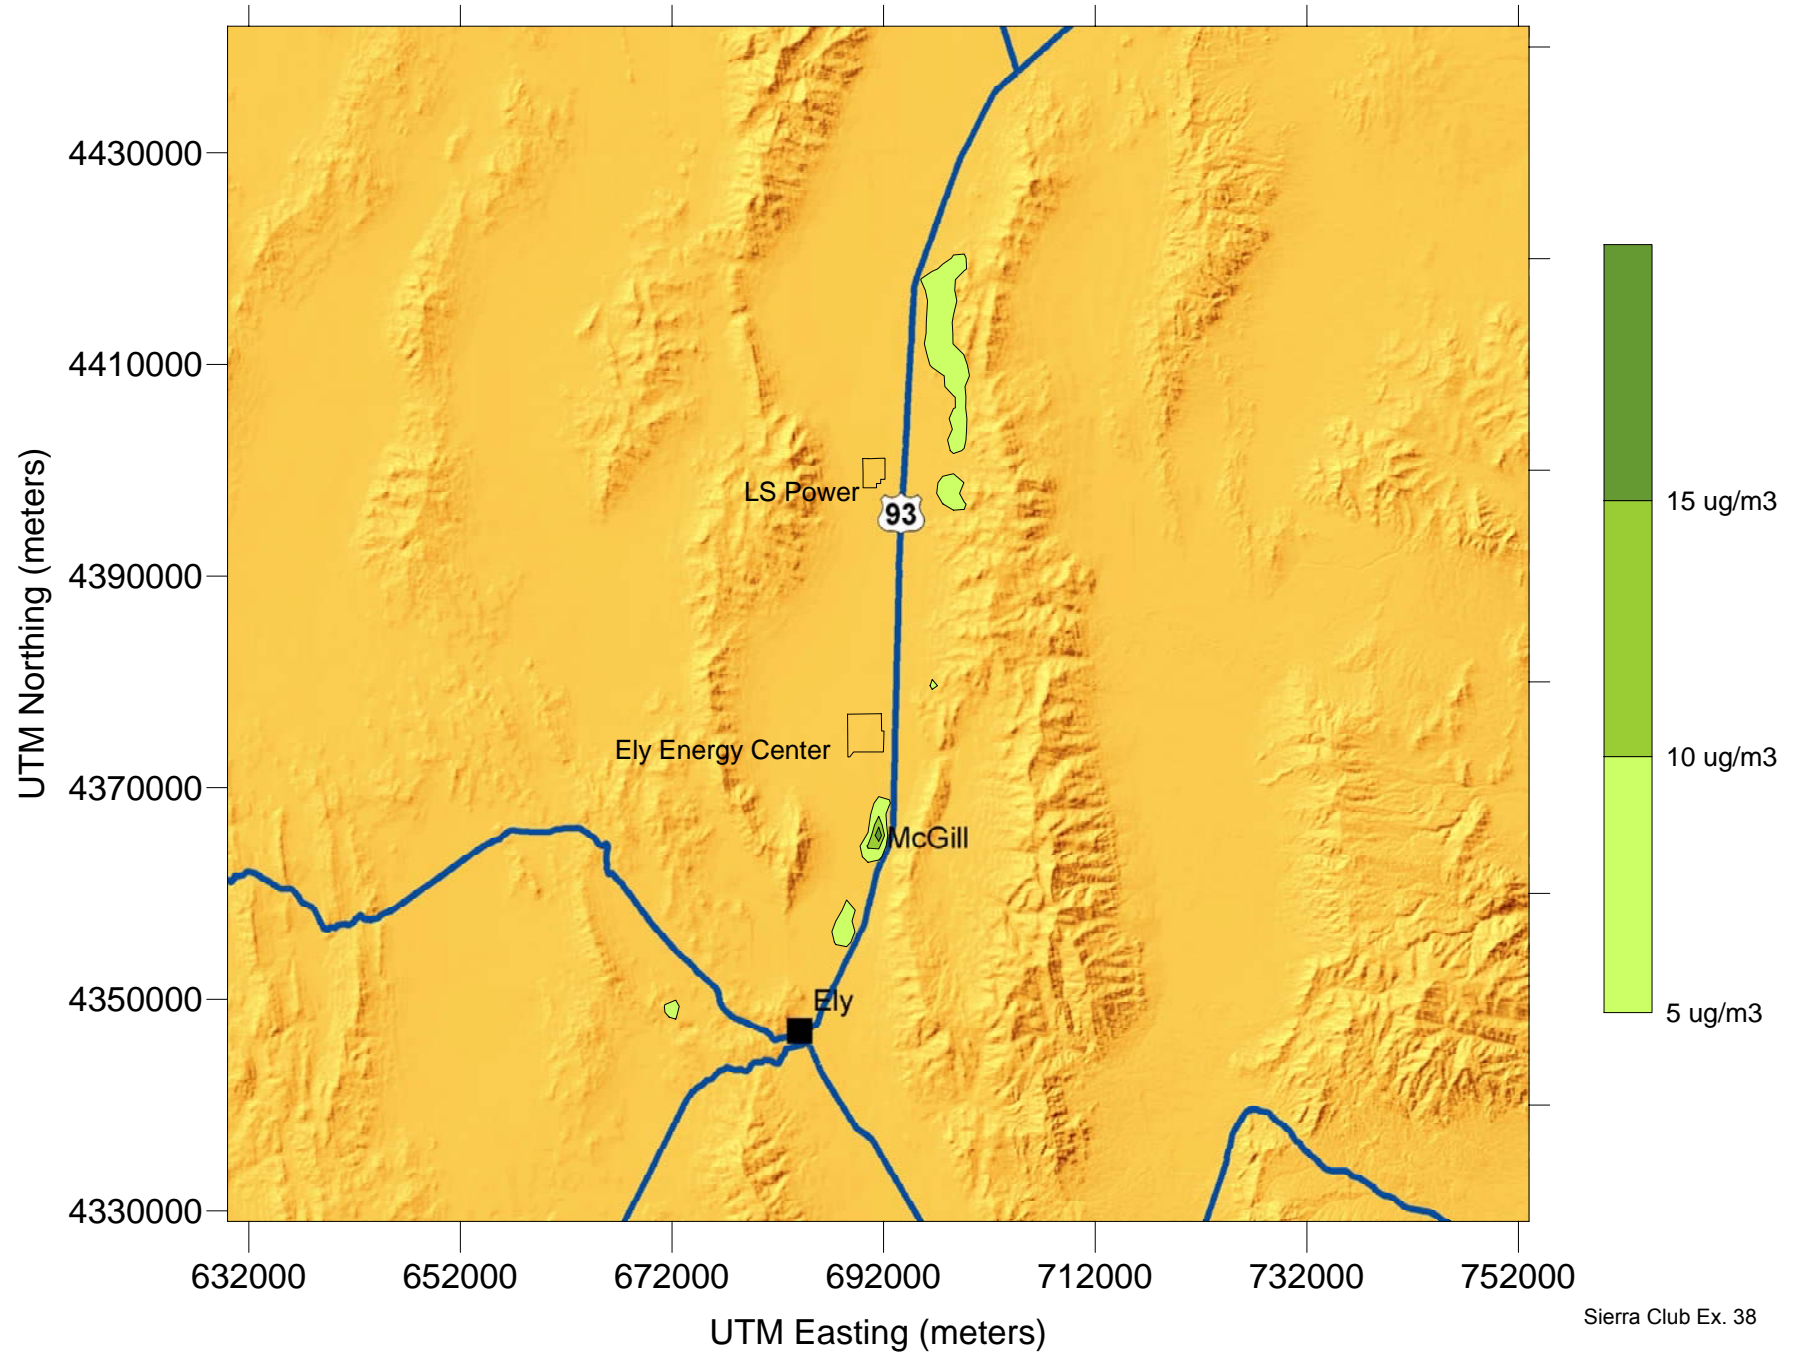 4430000
4410000
4390000
4370000
4350000
4330000
UTM Northing (meters)
LS Power
93
Ely Energy Center
McGill
Ely
15 ug/m3
10 ug/m3
5 ug/m3
632000
652000
672000
692000
712000
732000
752000
UTM Easting (meters)
Sierra Club Ex. 38